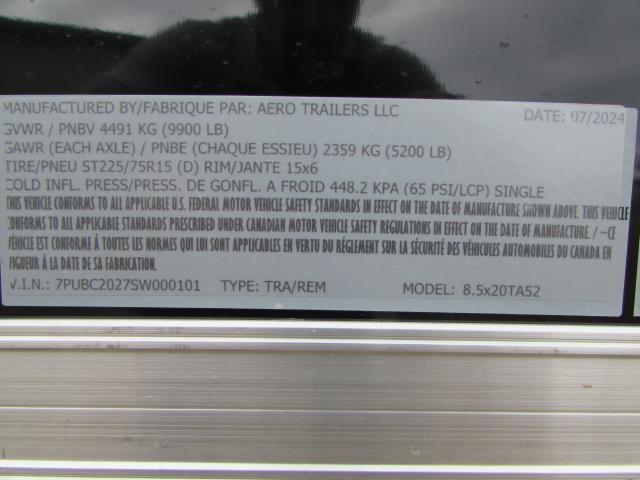 MANUFACTURED BY/FABRIQUE PAR: AERO TRAILERS LLC DATE: 07/2024
GVWR / PNBV 4491 KG (9900 LB)
GAWR (EACH AXLE) / PNBE (CHAQUE ESSIEU) 2359 KG (5200 LB)
TIRE/PNEU ST225/75R15 (D) RIM/JANTE 15x6
COLD INFL. PRESS/PRESS. DE GONFL. A FROID 448.2 KPA (65 PSI/LCP) SINGLE
THIS VEHICLE CONFORMS TO ALL APPLICABLE U.S. FEDERAL MOTOR VEHICLE SAFETY STANDARDS IN EFFECT ON THE DATE OF MANUFACTURE SHOWN ABOVE. THIS VEHICLE
CONFORMS TO ALL APPLICABLE STANDARDS PRESCRIBED UNDER CANADIAN MOTOR VEHICLE SAFETY REGULATIONS IN EFFECT ON THE DATE OF MANUFACTURE / ~CE
VÉHICULE EST CONFORME À TOUTES LES NORMES QUI LUI SONT APPLICABLES EN VERTU DU RÉGLEMENT SUR LA SÉCURITÉ DES VÉHICULES AUTOMOBILES DU CANADA EN
VIGUEUR À LA DATE DE SA FABRICATION.
V.I.N.: 7PUBC2027SW000101 TYPE: TRA/REM MODEL: 8.5x20TA52